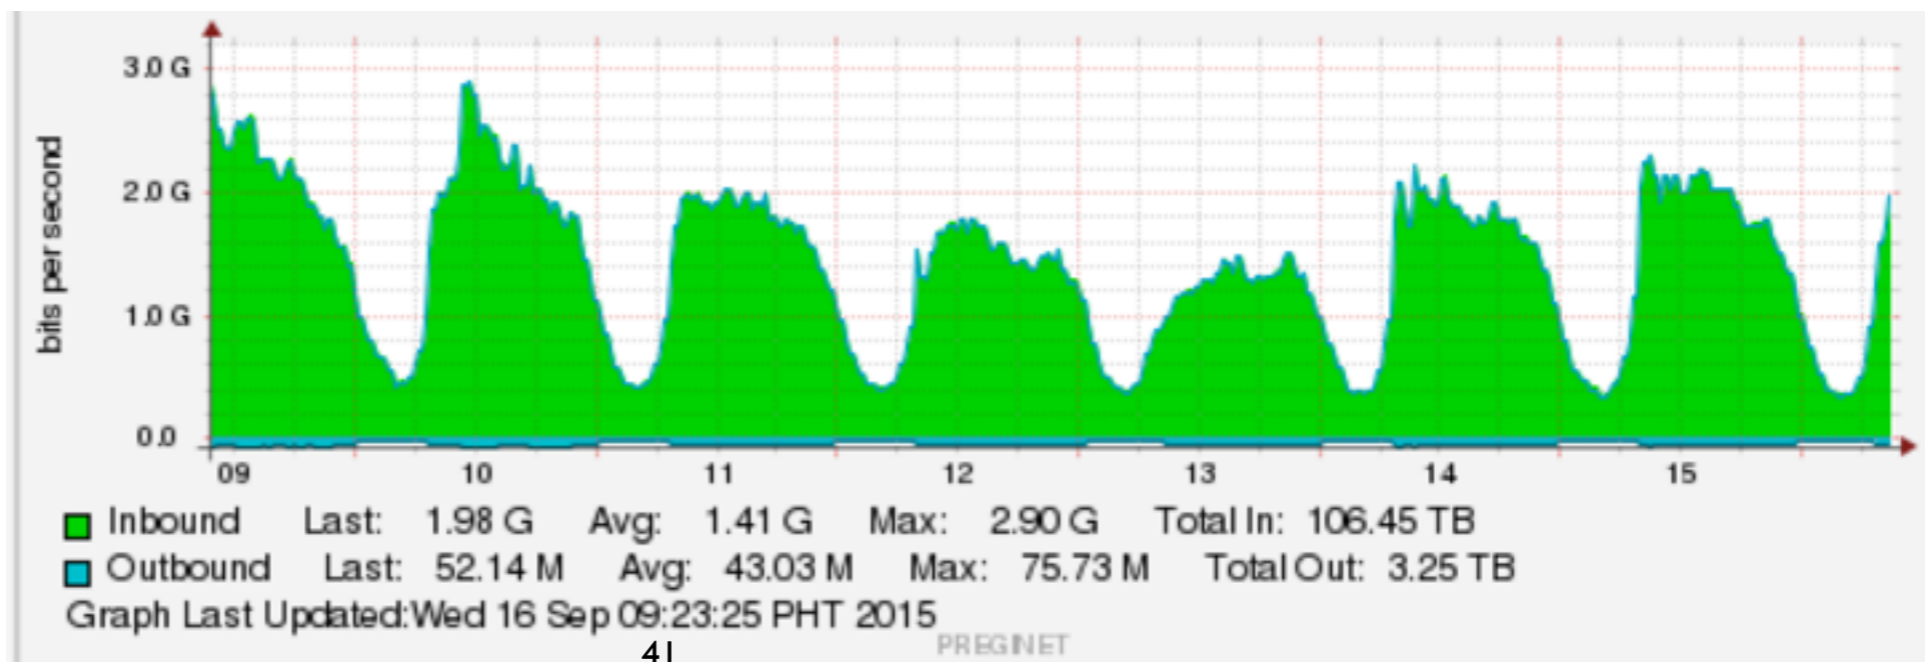 bits per second
3.0 G
2.0 G
1.0 G
0.0
09 10 11 12 13 14 15
Inbound Last: 1.98 G Avg: 1.41 G Max: 2.90 G Total In: 106.45 TB
Outbound Last: 52.14 M Avg: 43.03 M Max: 75.73 M Total Out: 3.25 TB
Graph Last Updated:Wed 16 Sep 09:23:25 PHT 2015
41
PREGINET